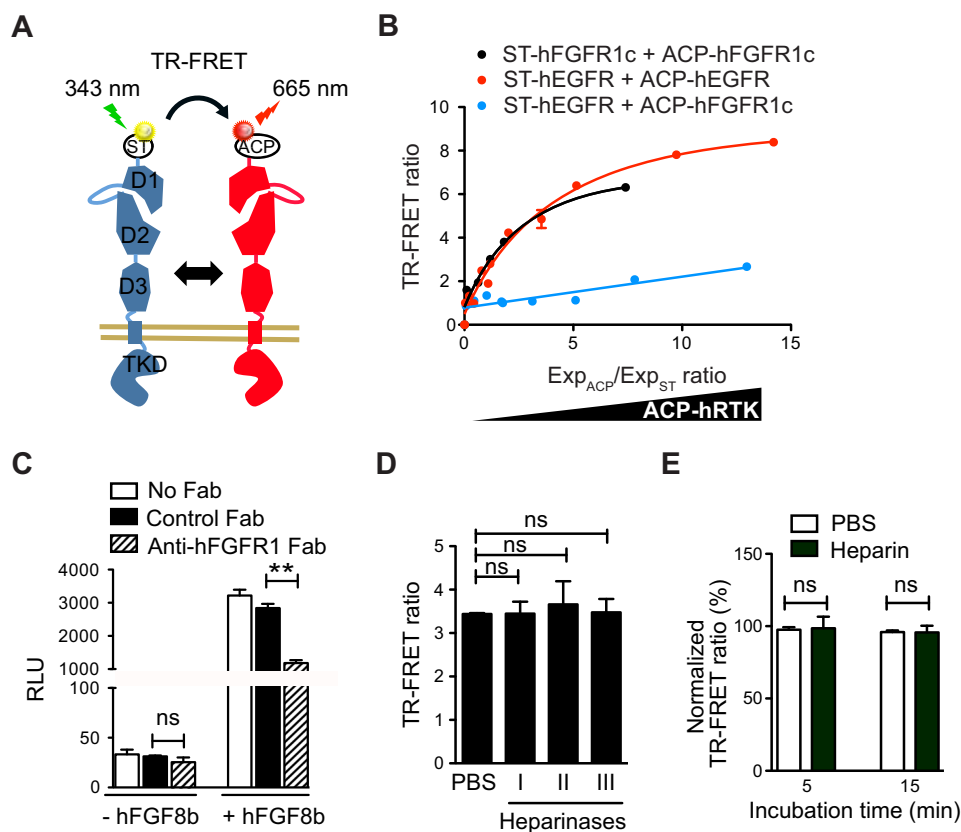 A
TR-FRET
343 nm
665 nm
ST
ACP
D1
D2
D3
TKD
B
ST-hFGFR1c + ACP-hFGFR1c
ST-hEGFR + ACP-hEGFR
ST-hEGFR + ACP-hFGFR1c
TR-FRET ratio
10
8
6
4
2
0
0 5 10 15
ExpACP/ExpST ratio
ACP-hRTK
C
No Fab
Control Fab
Anti-hFGFR1 Fab
RLU
4000
3000
2000
1000
100
50
0
ns
**
- hFGF8b + hFGF8b
D
TR-FRET ratio
5
4
3
2
1
0
ns
ns
ns
PBS I II III
Heparinases
E
PBS
Heparin
Normalized
TR-FRET ratio (%)
150
100
50
0
ns ns
5 15
Incubation time (min)